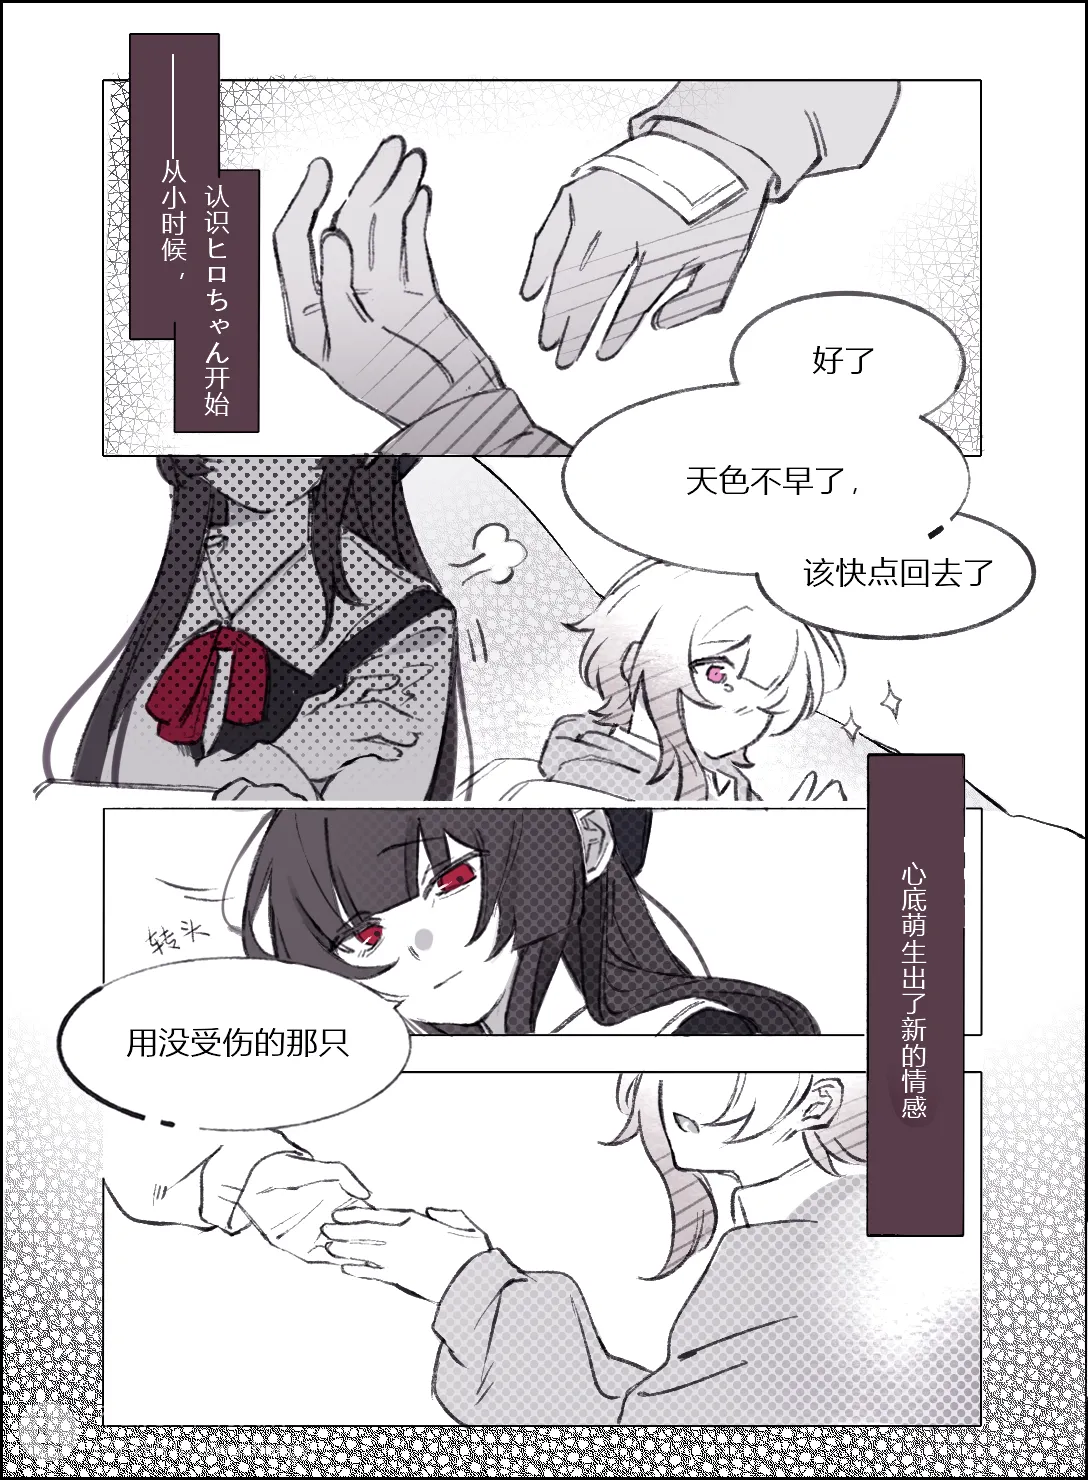 ——从小时候，
认识ヒロちゃん开始
好了
天色不早了，
该快点回去了
转头
用没受伤的那只
心底萌生出了新的情感